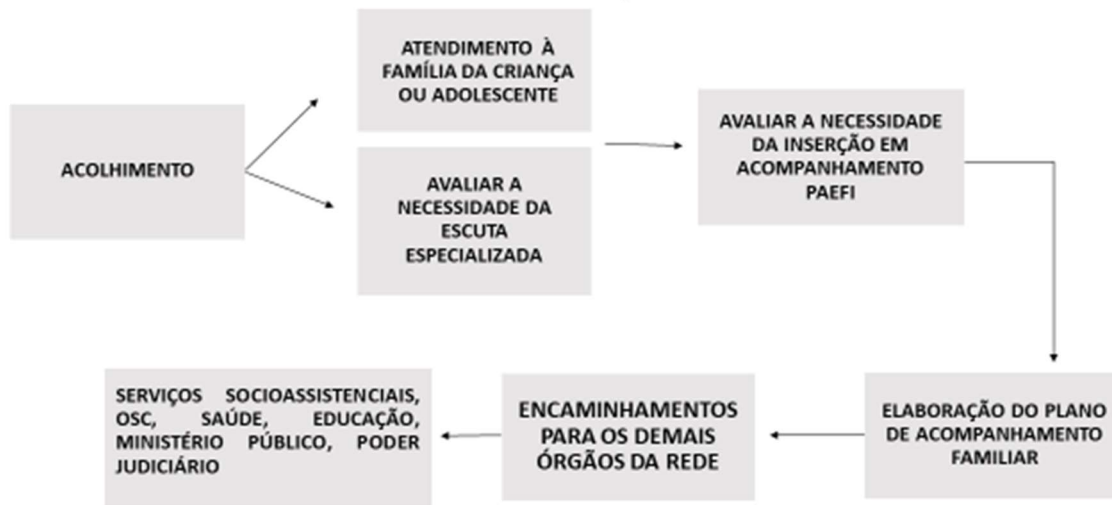 ACOLHIMENTO
ATENDIMENTO À
FAMÍLIA DA CRIANÇA
OU ADOLESCENTE
AVALIAR A
NECESSIDADE DA
ESCUTA
ESPECIALIZADA
AVALIAR A NECESSIDADE
DA INSERÇÃO EM
ACOMPANHAMENTO
PAEFI
ELABORAÇÃO DO PLANO
DE ACOMPANHAMENTO
FAMILIAR
ENCAMINHAMENTOS
PARA OS DEMAIS
ÓRGÃOS DA REDE
SERVIÇOS SOCIOASSISTENCIAIS,
OSC, SAÚDE, EDUCAÇÃO,
MINISTÉRIO PÚBLICO, PODER
JUDICIÁRIO